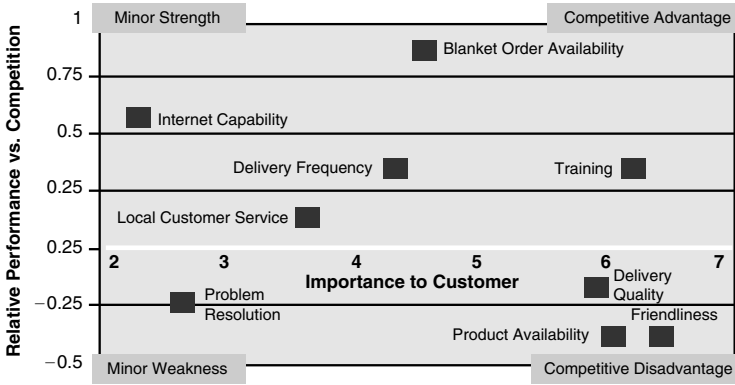 1
Minor Strength
Competitive Advantage
Blanket Order Availability
0.75
Internet Capability
0.5
Delivery Frequency
Training
0.25
Local Customer Service
0.25
2
3
4
5
6
7
Importance to Customer
Delivery
Quality
Problem
Resolution
−0.25
Friendliness
Product Availability
−0.5
Minor Weakness
Competitive Disadvantage
Relative Performance vs. Competition